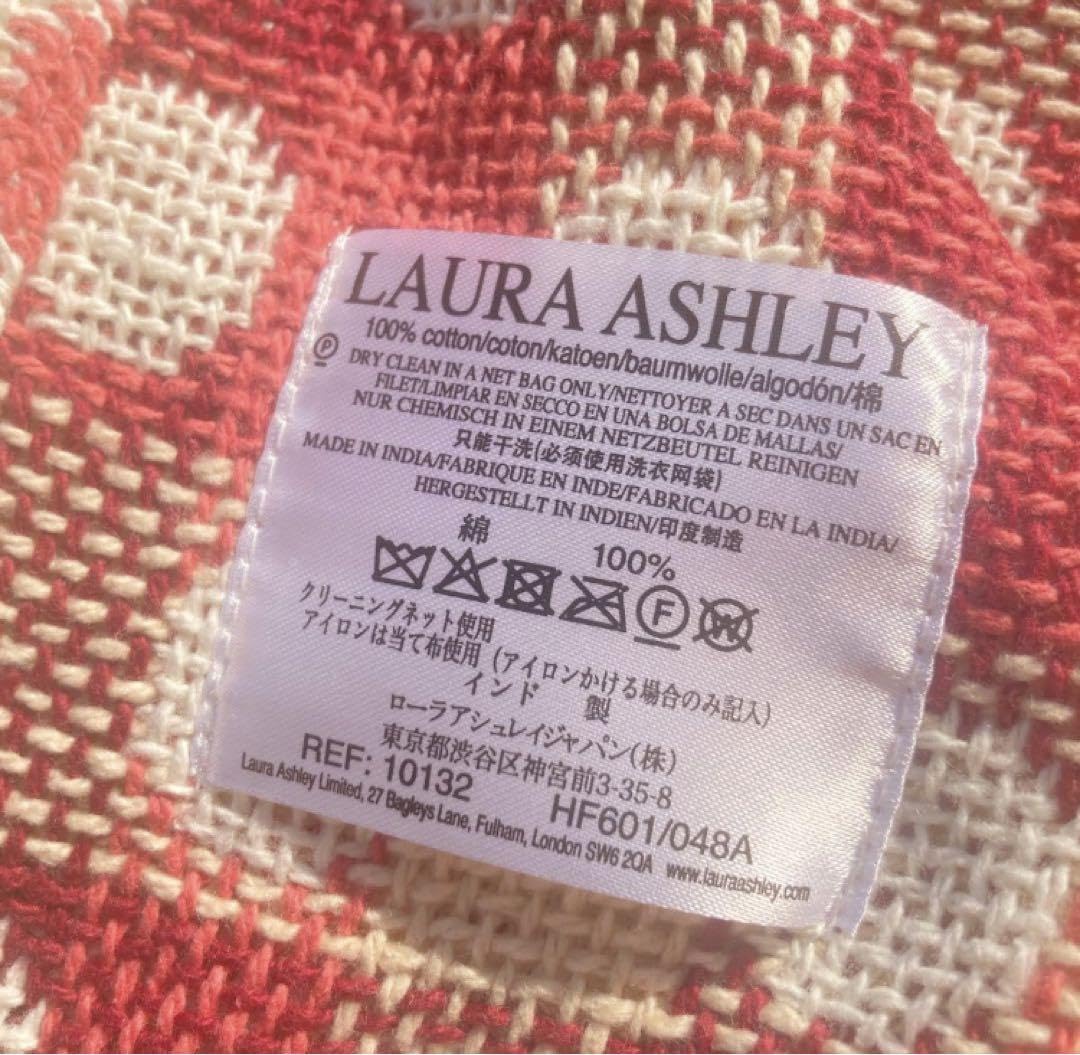 LAURA ASHLEY
100% cotton/coton/katoen/baumwolle/algodón/棉
P
DRY CLEAN IN A NET BAG ONLY/NETTOYER A SEC DANS UN SAC EN
FILET/LIMPIAR EN SECCO EN UNA BOLSA DE MALLAS/
NUR CHEMISCH IN EINEM NETZBEUTEL REINIGEN
只能干洗(必须使用洗衣网袋)
MADE IN INDIA/FABRIQUE EN INDE/FABRICADO EN LA INDIA/
HERGESTELLT IN INDIEN/印度制造
綿 100%
F W
クリーニングネット使用
アイロンは当て布使用 (アイロンかける場合のみ記入)
インド 製
ローラアシュレイジャパン(株)
東京都渋谷区神宮前3-35-8
REF: 10132 HF601/048A
Laura Ashley Limited, 27 Bagleys Lane, Fulham, London SW6 2QA www.lauraashley.com